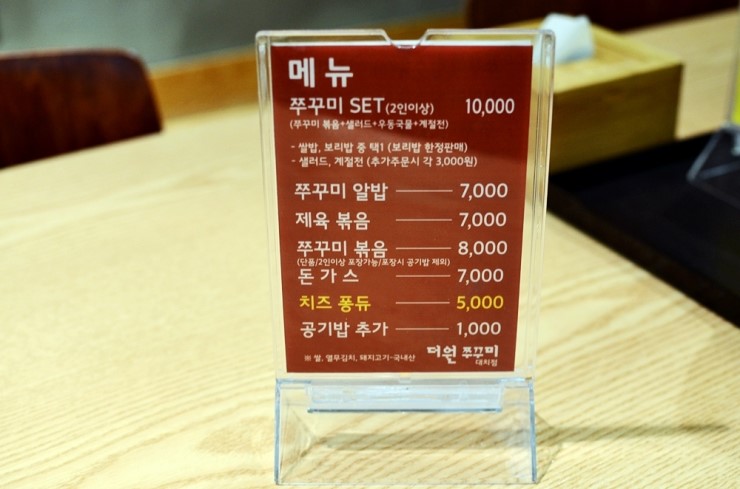 메 뉴
쭈꾸미 SET(2인이상) 10,000
(쭈꾸미 볶음+샐러드+우동국물+계절전)
- 쌀밥, 보리밥 중 택1 (보리밥 한정판매)
- 샐러드, 계절전 (추가주문시 각 3,000원)
쭈꾸미 알밥 7,000
제육 볶음 7,000
쭈꾸미 볶음 8,000
(단품/2인이상 포장가능/포장시 공기밥 제외)
돈 가 스 7,000
치즈 퐁듀 5,000
공기밥 추가 1,000
※ 쌀, 열무김치, 돼지고기-국내산
더원 쭈꾸미
대치점